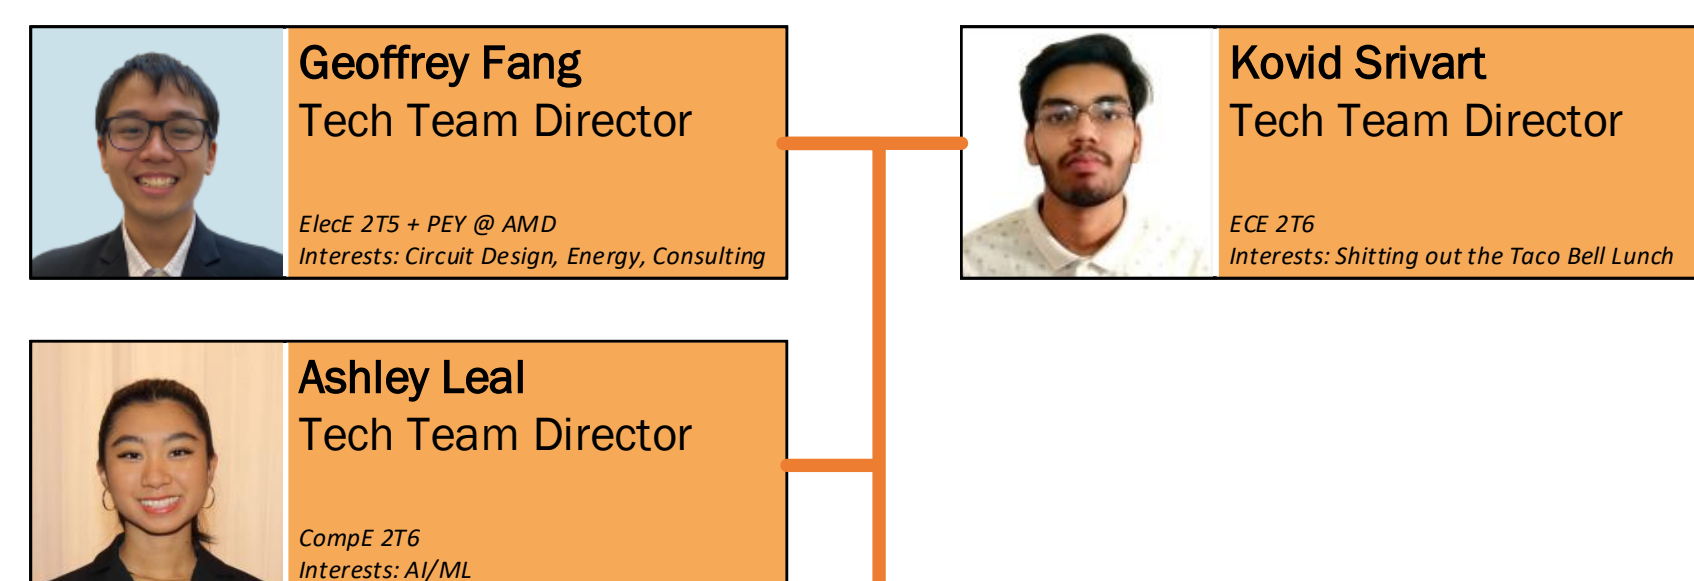 Geoffrey Fang
Tech Team Director
ElecE 2T5 + PEY @ AMD
Interests: Circuit Design, Energy, Consulting
Kovid Srivart
Tech Team Director
ECE 2T6
Interests: Shitting out the Taco Bell Lunch
Ashley Leal
Tech Team Director
CompE 2T6
Interests: AI/ML